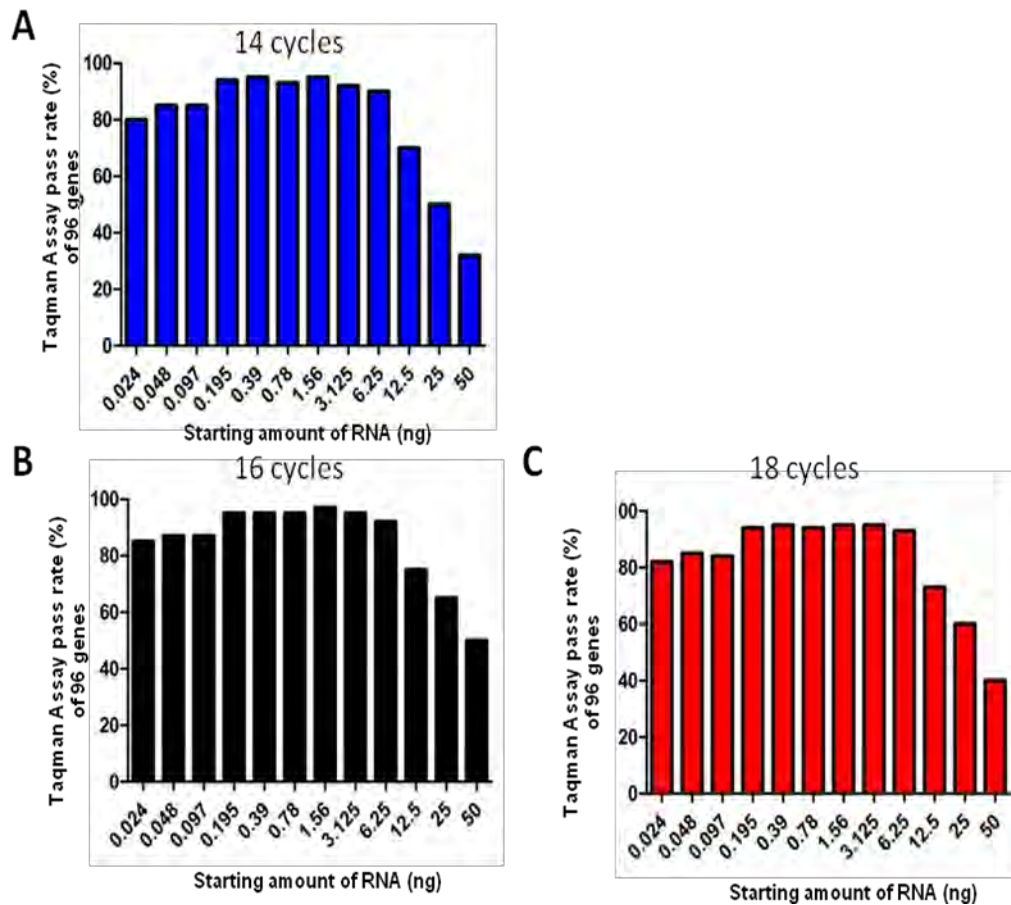 A
14 cycles
Taqman Assay pass rate (%)
of 96 genes
100
80
60
40
20
0
0.024 0.048 0.097 0.195 0.39 0.78 1.56 3.125 6.25 12.5 25 50
Starting amount of RNA (ng)
B
16 cycles
Taqman Assay pass rate (%)
of 96 genes
100
80
60
40
20
0
0.024 0.048 0.097 0.195 0.39 0.78 1.56 3.125 6.25 12.5 25 50
Starting amount of RNA (ng)
C
18 cycles
Taqman Assay pass rate (%)
of 96 genes
00
80
60
40
20
0
0.024 0.048 0.097 0.195 0.39 0.78 1.56 3.125 6.25 12.5 25 50
Starting amount of RNA (ng)